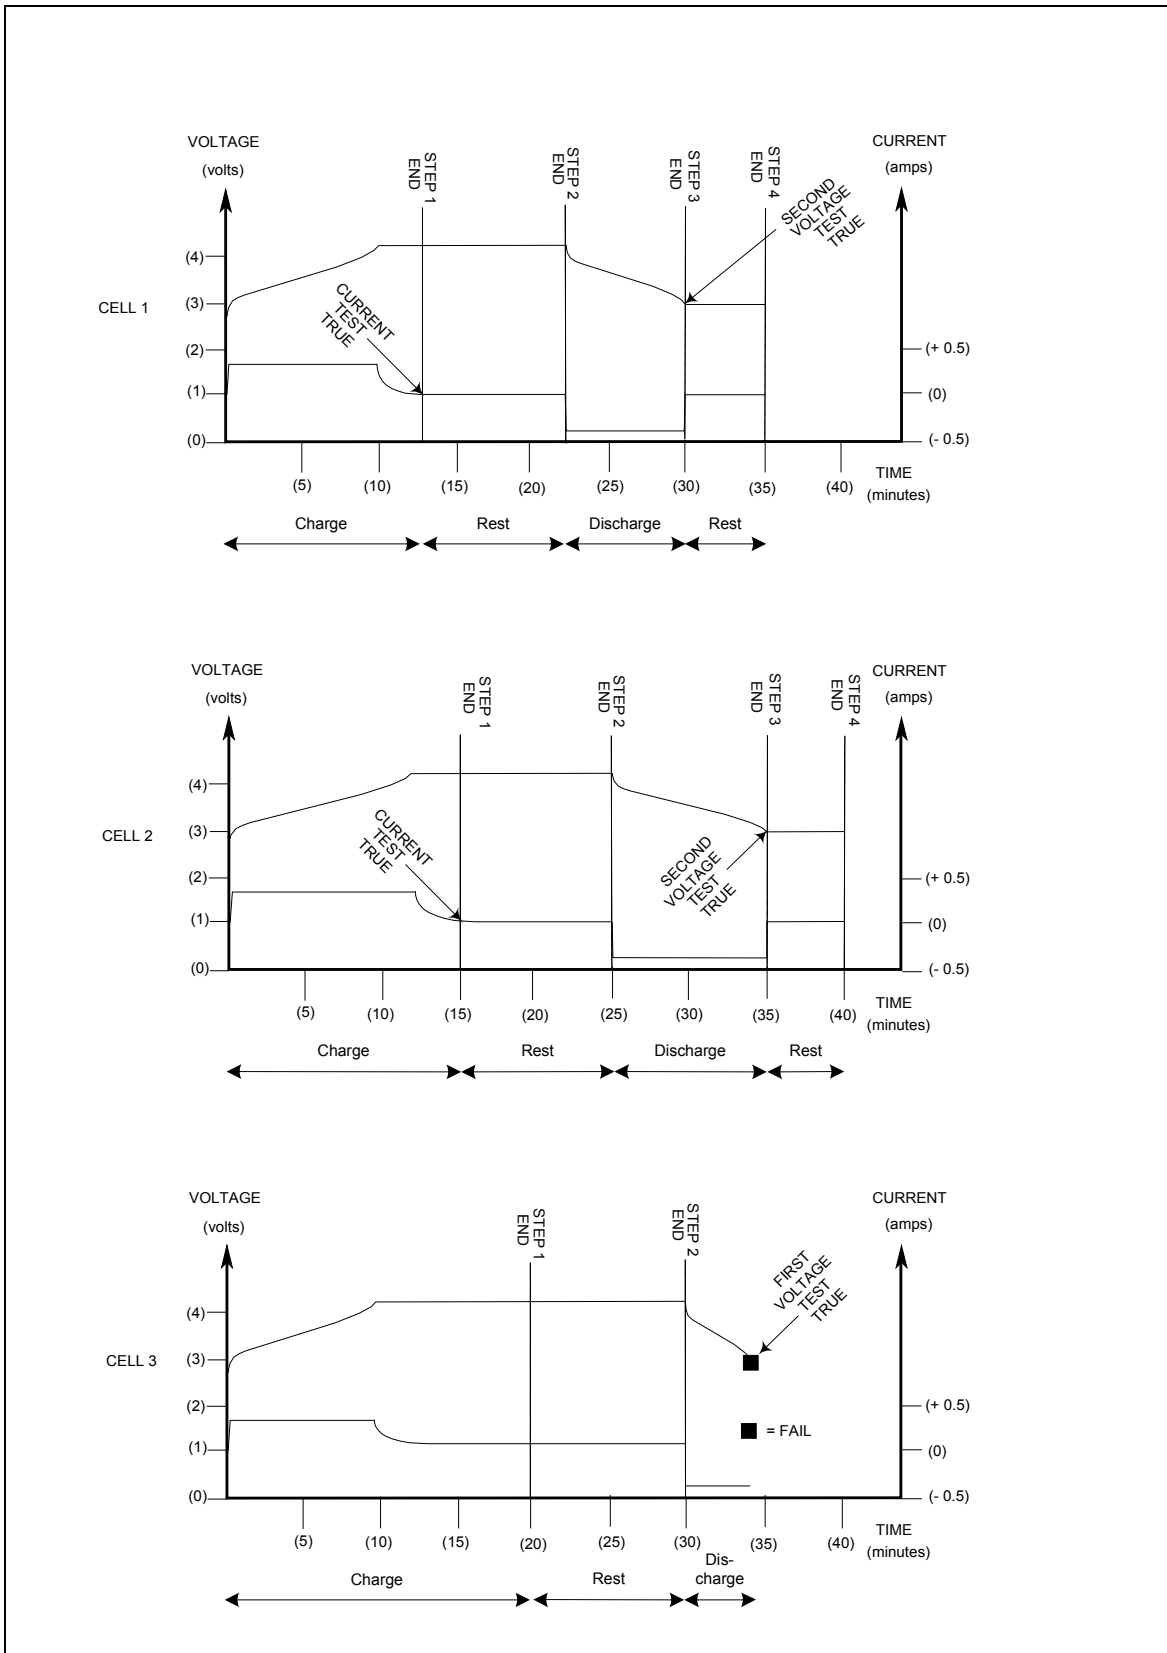 VOLTAGE
(volts)
CURRENT
(amps)
STEP 1
END
STEP 2
END
STEP 3
END
STEP 4
END
SECOND
VOLTAGE
TEST
TRUE
CURRENT
TEST
TRUE
CELL 1
(4)
(3)
(2)
(1)
(0)
(+ 0.5)
(0)
(- 0.5)
(5)
(10)
(15)
(20)
(25)
(30)
(35)
(40)
TIME
(minutes)
Charge
Rest
Discharge
Rest
VOLTAGE
(volts)
CURRENT
(amps)
STEP 1
END
STEP 2
END
STEP 3
END
STEP 4
END
CURRENT
TEST
TRUE
SECOND
VOLTAGE
TEST
TRUE
CELL 2
(4)
(3)
(2)
(1)
(0)
(+ 0.5)
(0)
(- 0.5)
(5)
(10)
(15)
(20)
(25)
(30)
(35)
(40)
TIME
(minutes)
Charge
Rest
Discharge
Rest
VOLTAGE
(volts)
CURRENT
(amps)
STEP 1
END
STEP 2
END
FIRST
VOLTAGE
TEST
TRUE
CELL 3
(4)
(3)
(2)
(1)
(0)
= FAIL
(+ 0.5)
(0)
(- 0.5)
(5)
(10)
(15)
(20)
(25)
(30)
(35)
(40)
TIME
(minutes)
Charge
Rest
Dis-
charge